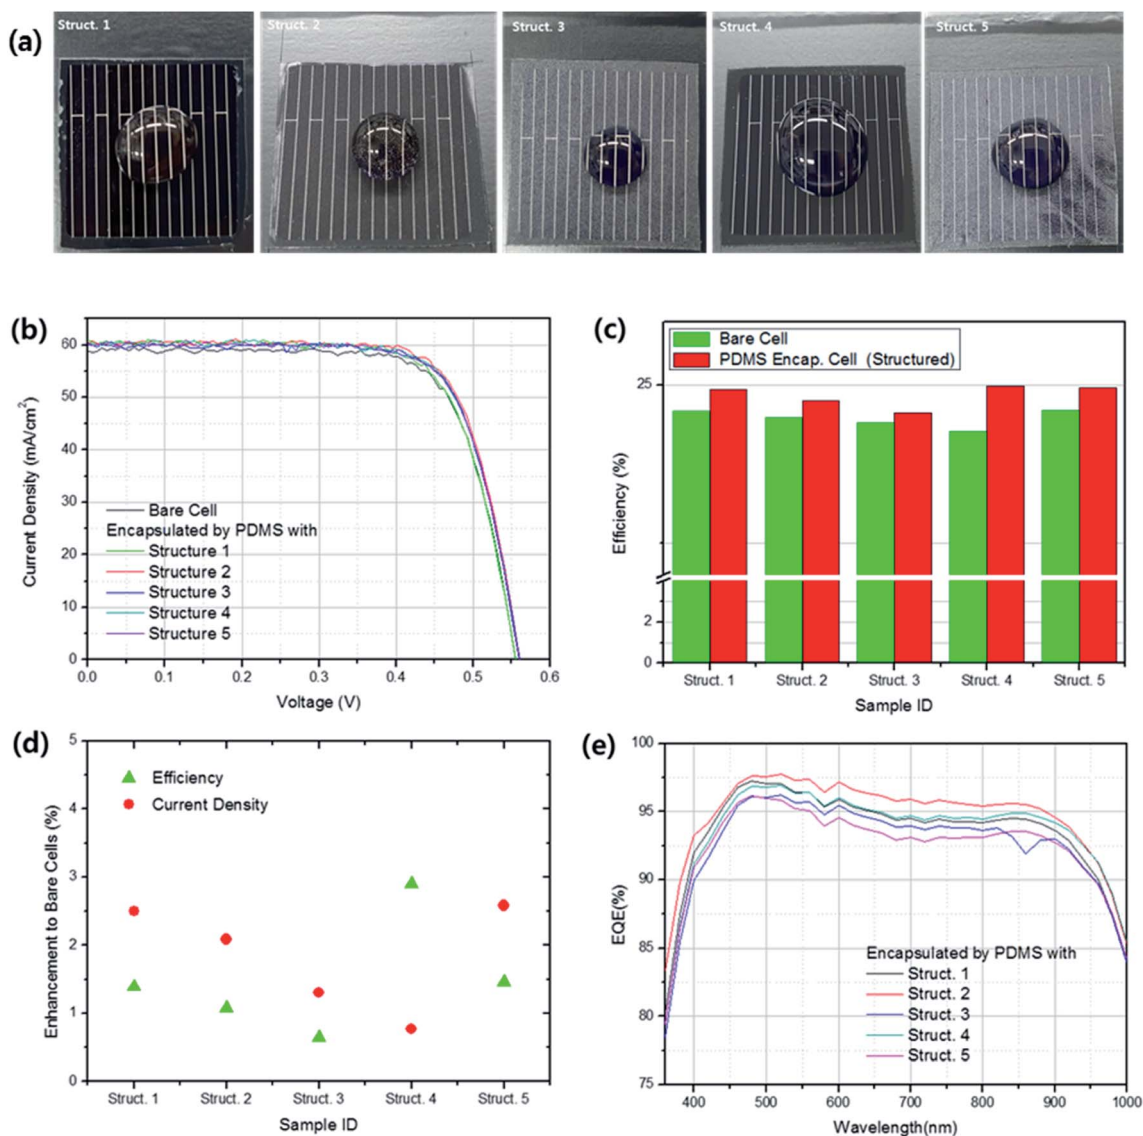 (a)
Struct. 1
Struct. 2
Struct. 3
Struct. 4
Struct. 5
(b)
Current Density (mA/cm²)
60
50
40
30
20
10
0
Bare Cell
Encapsulated by PDMS with
Structure 1
Structure 2
Structure 3
Structure 4
Structure 5
0.0 0.1 0.2 0.3 0.4 0.5 0.6
Voltage (V)
(c)
Efficiency (%)
Bare Cell
PDMS Encap. Cell (Structured)
25
2
0
Struct. 1 Struct. 2 Struct. 3 Struct. 4 Struct. 5
Sample ID
(d)
Enhancement to Bare Cells (%)
5
4
3
2
1
0
Efficiency
Current Density
Struct. 1 Struct. 2 Struct. 3 Struct. 4 Struct. 5
Sample ID
(e)
EQE(%)
100
95
90
85
80
75
Encapsulated by PDMS with
Struct. 1
Struct. 2
Struct. 3
Struct. 4
Struct. 5
400 500 600 700 800 900 1000
Wavelength(nm)